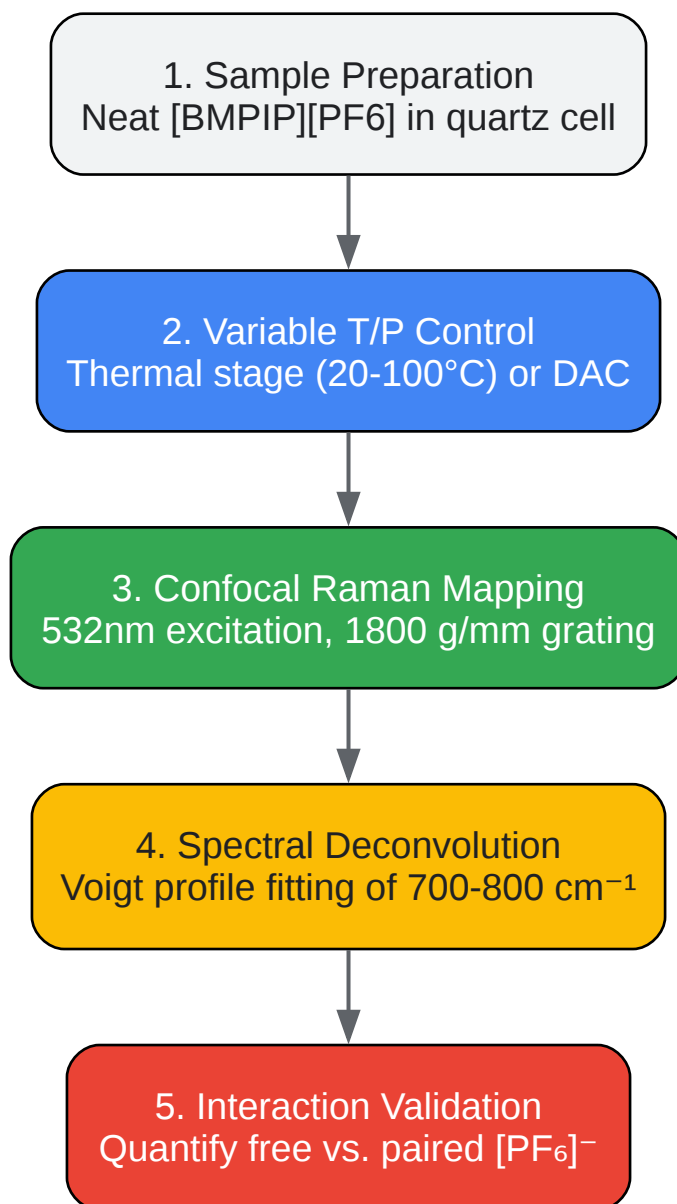 1. Sample Preparation
Neat [BMPIP][PF6] in quartz cell
2. Variable T/P Control
Thermal stage (20-100°C) or DAC
3. Confocal Raman Mapping
532nm excitation, 1800 g/mm grating
4. Spectral Deconvolution
Voigt profile fitting of 700-800 cm⁻¹
5. Interaction Validation
Quantify free vs. paired [PF₆]⁻